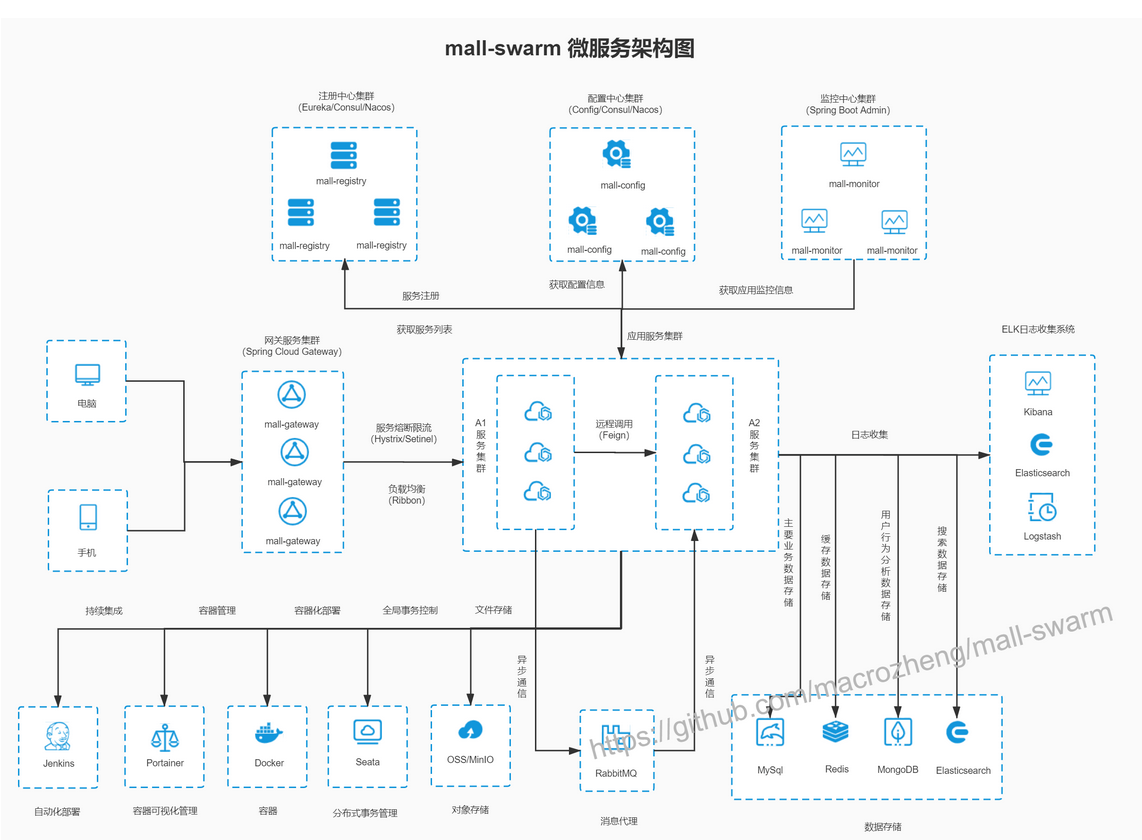 mall-swarm 微服务架构图
注册中心集群
(Eureka/Consul/Nacos)
配置中心集群
(Config/Consul/Nacos)
监控中心集群
(Spring Boot Admin)
mall-registry
mall-registry
mall-registry
mall-config
mall-config
mall-config
mall-monitor
mall-monitor
mall-monitor
服务注册
获取配置信息
获取应用监控信息
获取服务列表
应用服务集群
ELK日志收集系统
电脑
手机
网关服务集群
(Spring Cloud Gateway)
mall-gateway
mall-gateway
mall-gateway
服务熔断限流
(Hystrix/Setinel)
负载均衡
(Ribbon)
A1服务集群
远程调用
(Feign)
A2服务集群
日志收集
Kibana
Elasticsearch
Logstash
主要业务数据存储
缓存数据存储
用户行为分析数据存储
搜索数据存储
持续集成
容器管理
容器化部署
全局事务控制
文件存储
异步通信
异步通信
Jenkins
Portainer
Docker
Seata
OSS/MinIO
RabbitMQ
MySql
Redis
MongoDB
Elasticsearch
自动化部署
容器可视化管理
容器
分布式事务管理
对象存储
消息代理
数据存储
https://github.com/macrozheng/mall-swarm